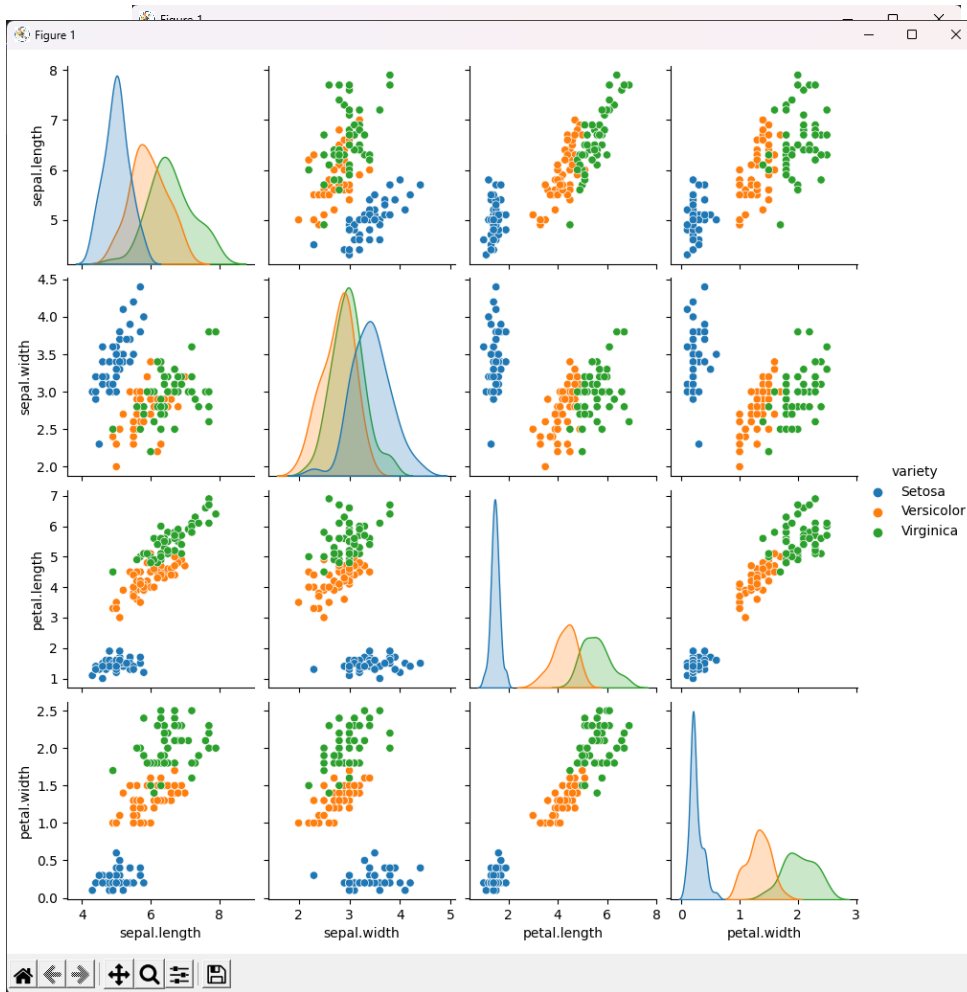 Figure 1
Figure 1
8
7
6
5
sepal.length
4.5
4.0
3.5
3.0
2.5
2.0
sepal.width
7
6
5
4
3
2
1
petal.length
2.5
2.0
1.5
1.0
0.5
0.0
petal.width
4 6 8
sepal.length
2 3 4 5
sepal.width
2 4 6 8
petal.length
0 1 2 3
petal.width
variety
Setosa
Versicolor
Virginica